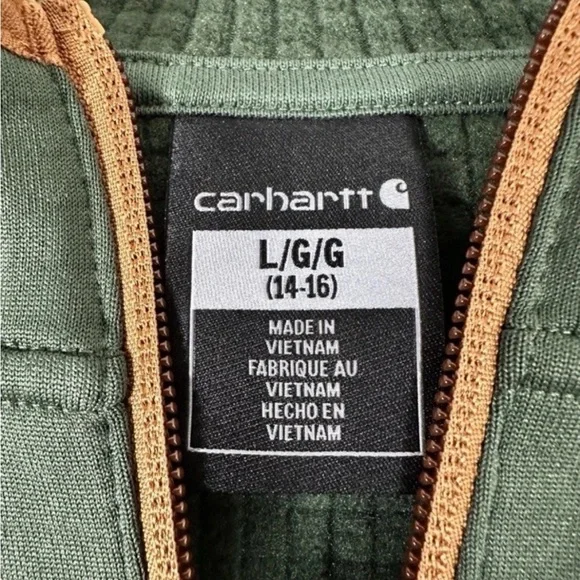 carhartt
L/G/G
(14-16)
MADE IN
VIETNAM
FABRIQUE AU
VIETNAM
HECHO EN
VIETNAM